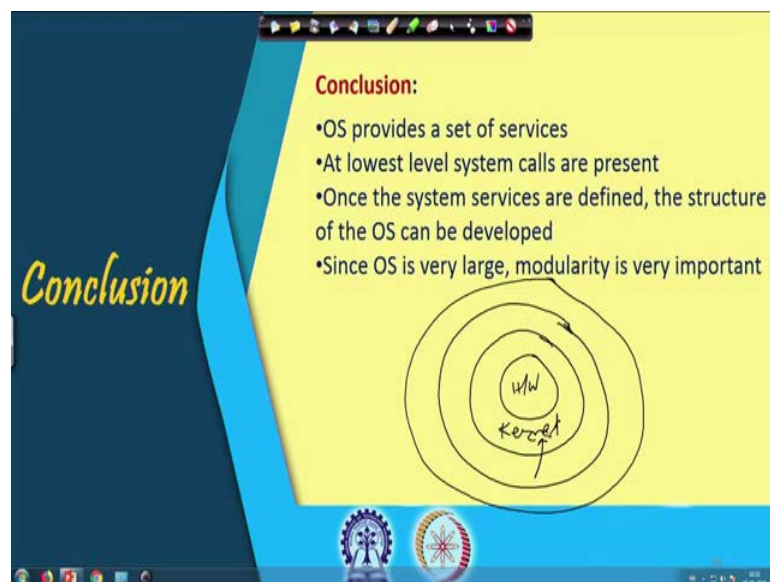 Conclusion:
•OS provides a set of services
•At lowest level system calls are present
•Once the system services are defined, the structure
of the OS can be developed
•Since OS is very large, modularity is very important
Conclusion
H/W
Kernel